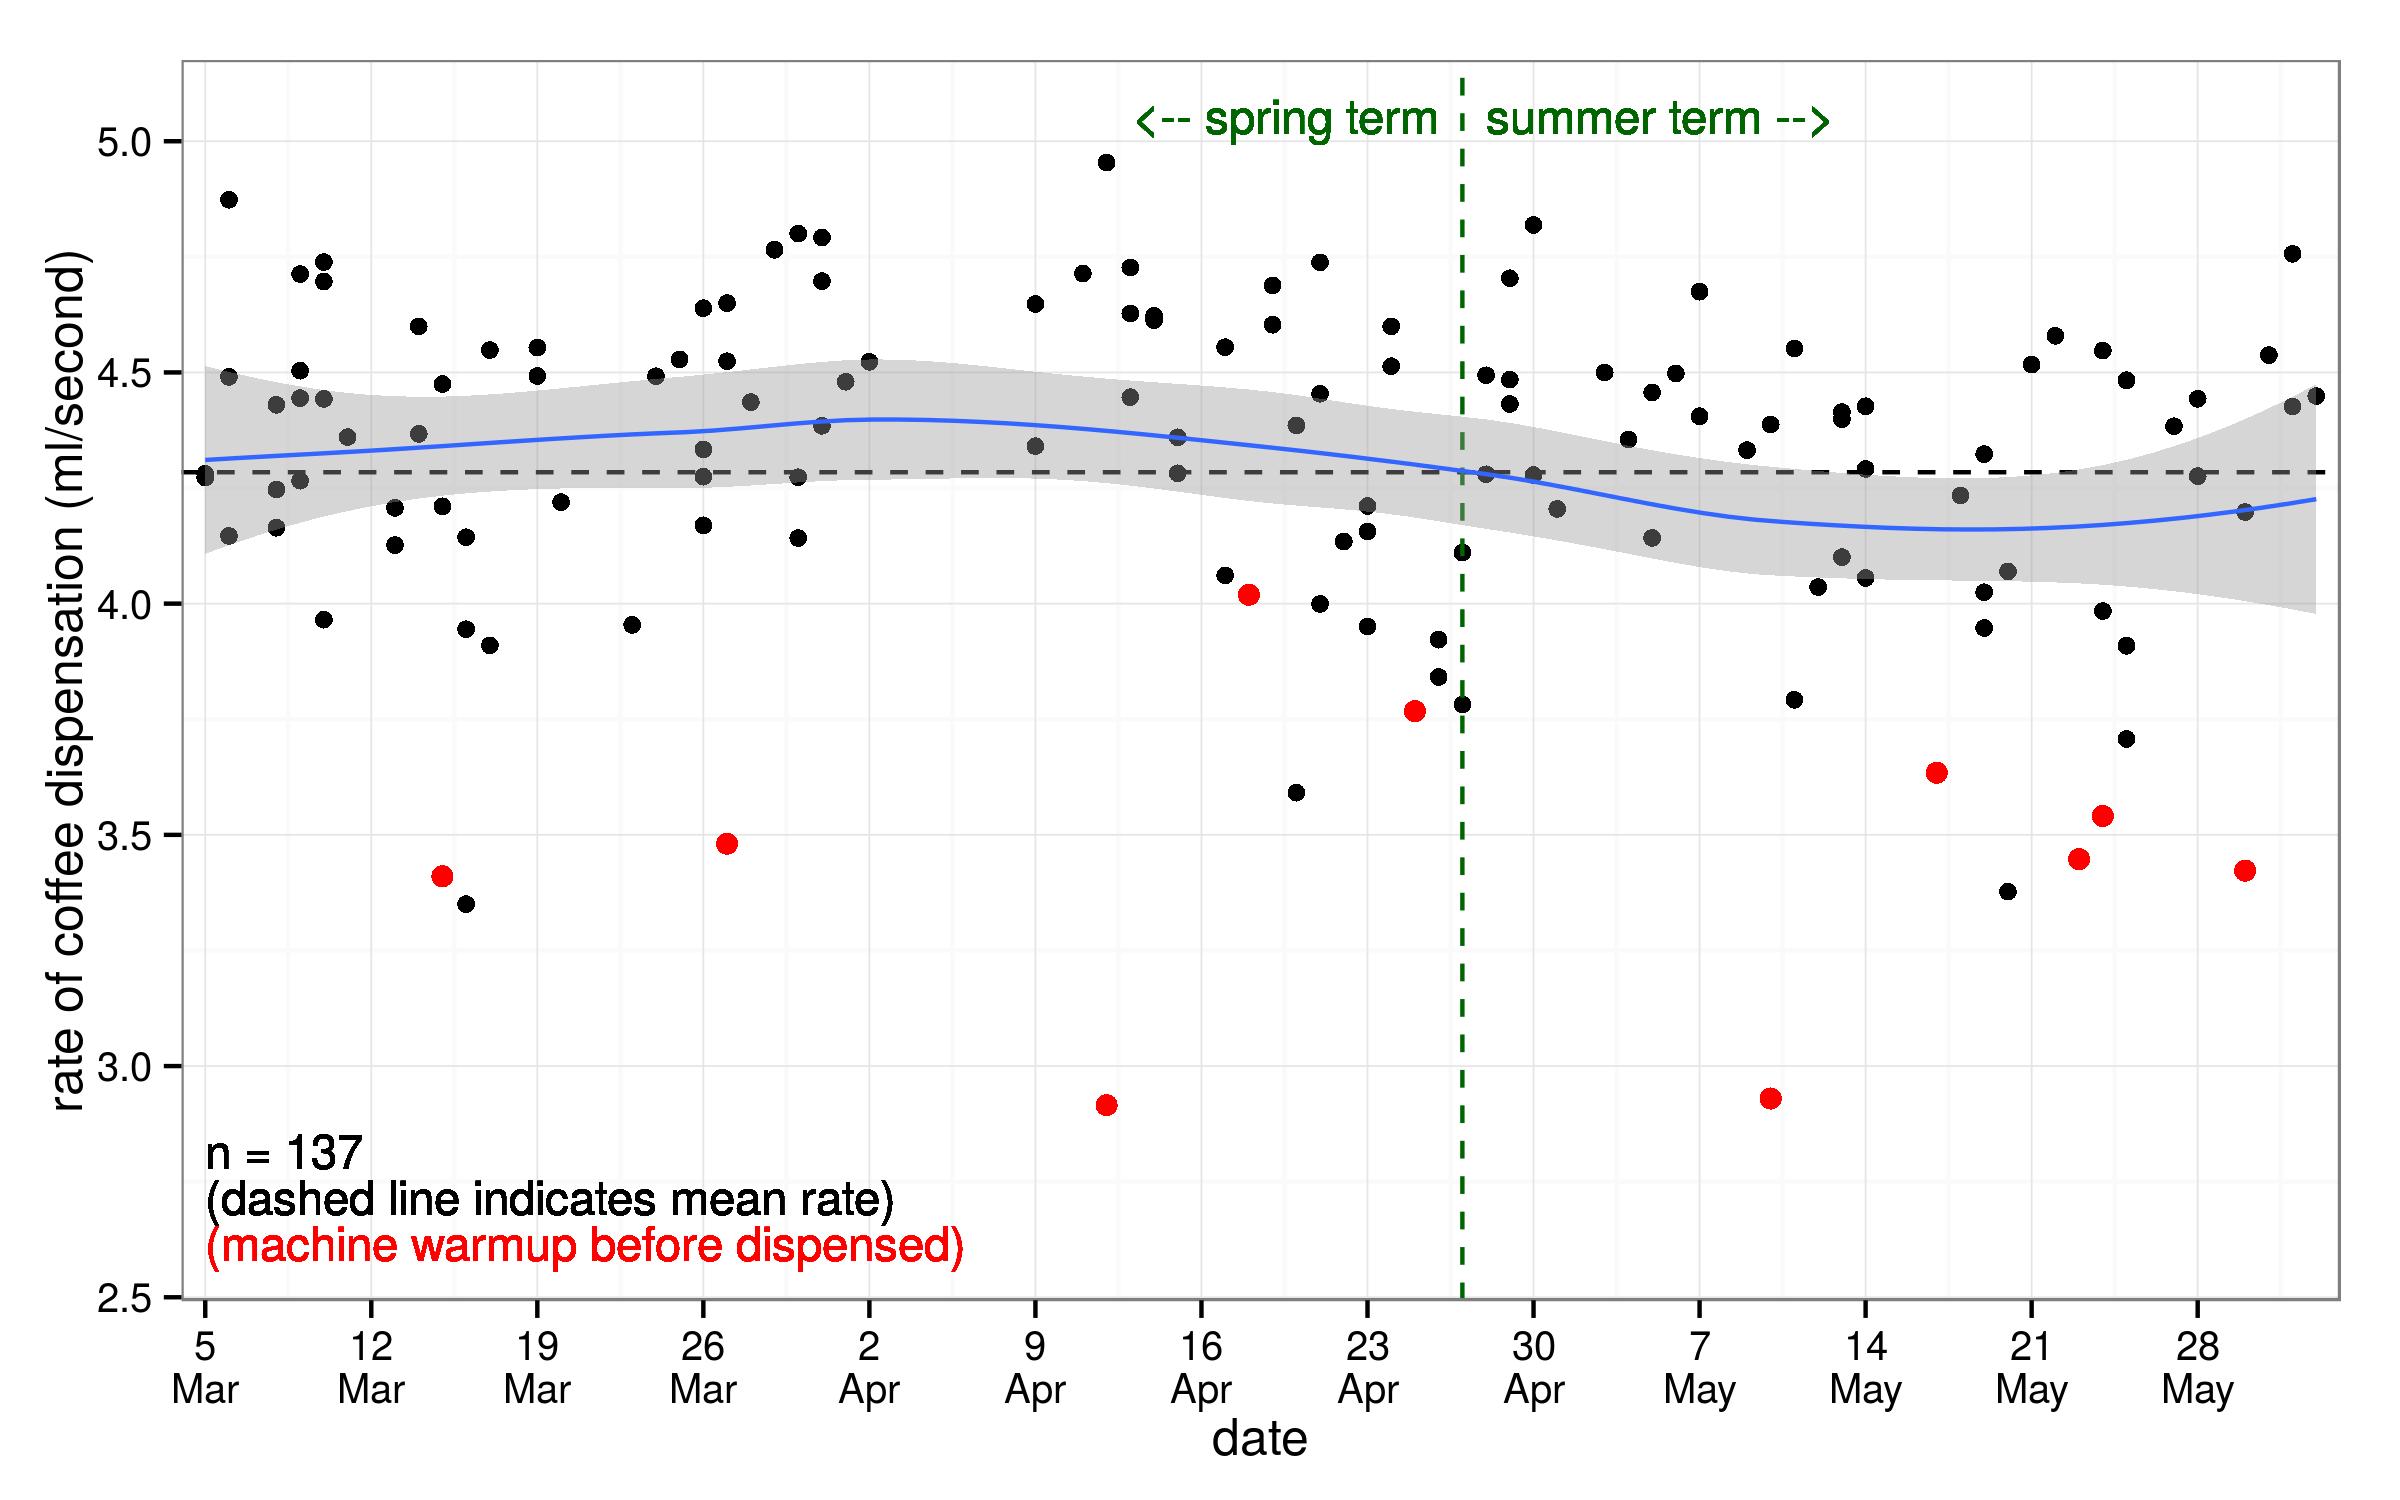 <-- spring term
summer term -->
rate of coffee dispensation (ml/second)
5.0
4.5
4.0
3.5
3.0
2.5
n = 137
(dashed line indicates mean rate)
(machine warmup before dispensed)
5 Mar
12 Mar
19 Mar
26 Mar
2 Apr
9 Apr
16 Apr
23 Apr
30 Apr
7 May
14 May
21 May
28 May
date